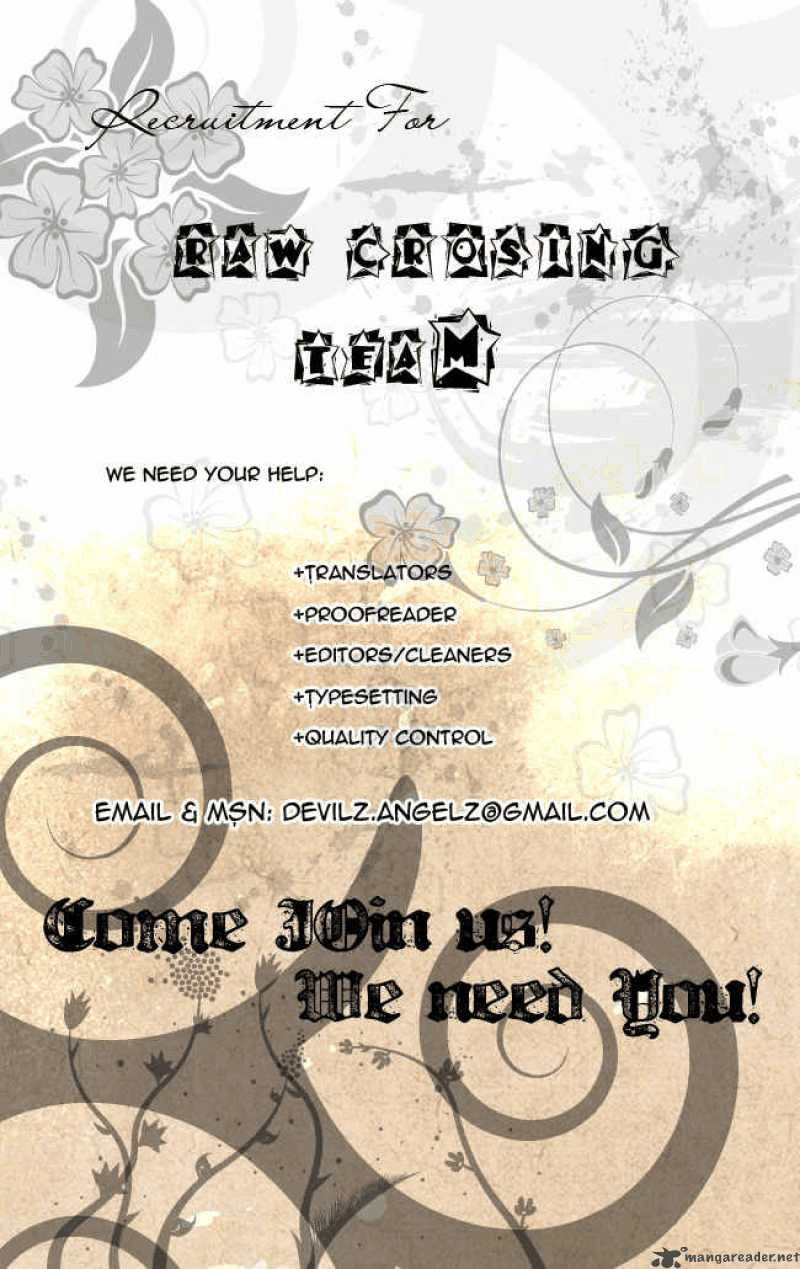 Recruitment For
RAW CROSING
TEAM
WE NEED YOUR HELP:
+TRANSLATORS
+PROOFREADER
+EDITORS/CLEANERS
+TYPESETTING
+QUALITY CONTROL
EMAIL & MSN: DEVILZ.ANGELZ@GMAIL.COM
Come JOin us!
We need You!
mangareader.net